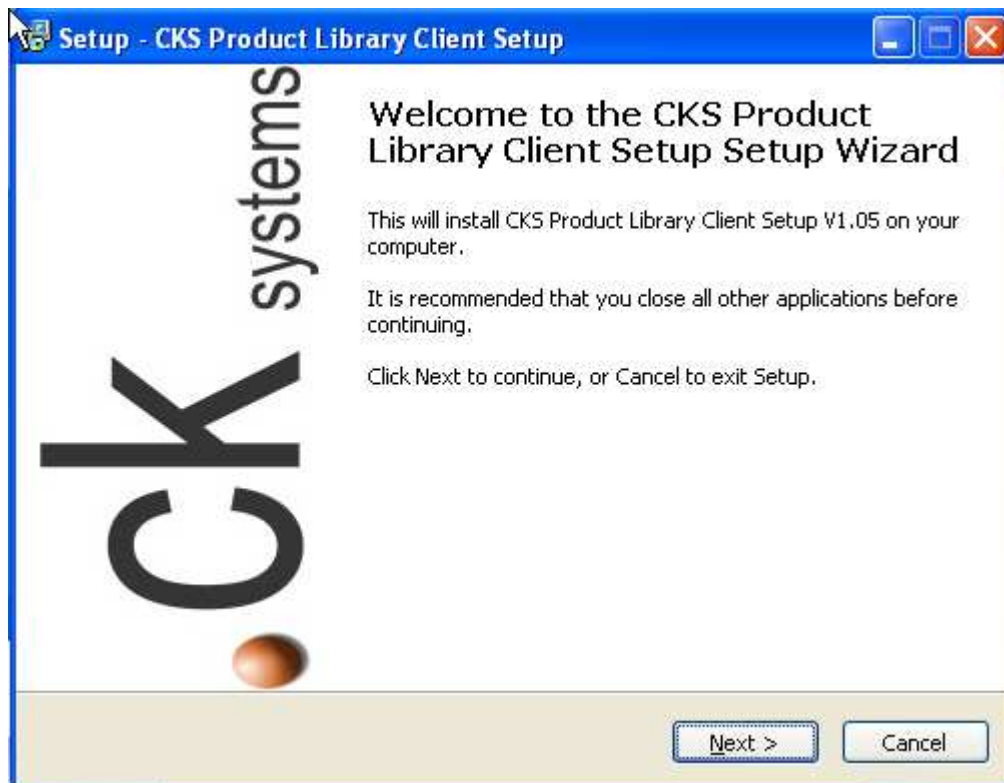 Setup - CKS Product Library Client Setup
ck systems
Welcome to the CKS Product
Library Client Setup Setup Wizard
This will install CKS Product Library Client Setup V1.05 on your
computer.
It is recommended that you close all other applications before
continuing.
Click Next to continue, or Cancel to exit Setup.
Next >
Cancel